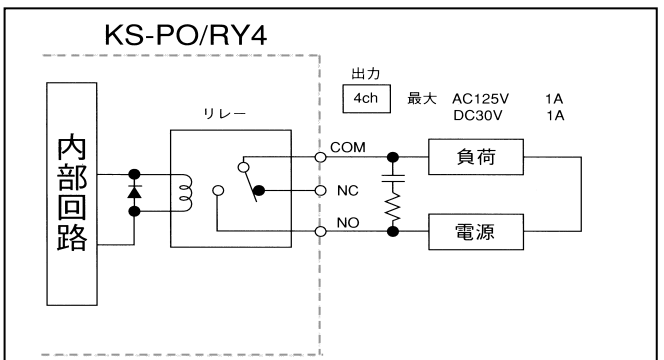 KS-PO/RY4
出力
4ch 最大 AC125V 1A
DC30V 1A
リレー
内部回路
COM
負荷
NC
NO
電源